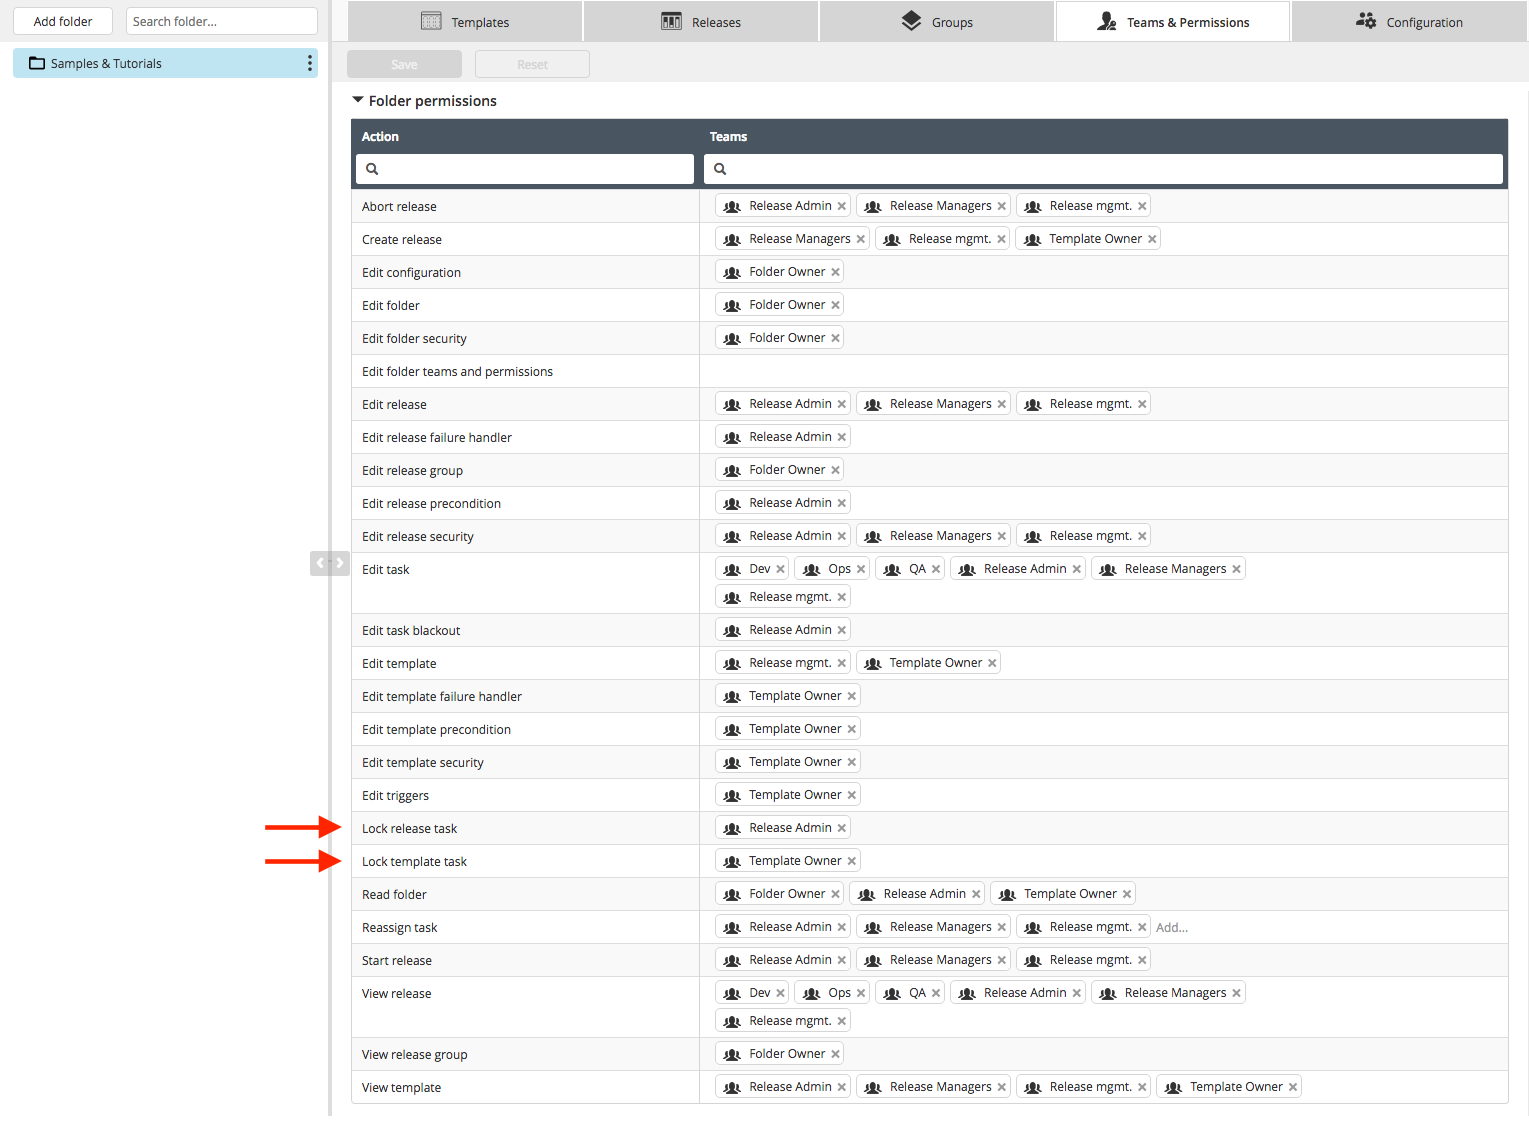 Add folder Search folder... Templates Releases Groups Teams & Permissions Configuration
Samples & Tutorials
Save Reset
Folder permissions
Action Teams
Abort release Release Admin Release Managers Release mgmt.
Create release Release Managers Release mgmt. Template Owner
Edit configuration Folder Owner
Edit folder Folder Owner
Edit folder security Folder Owner
Edit folder teams and permissions
Edit release Release Admin Release Managers Release mgmt.
Edit release failure handler Release Admin
Edit release group Folder Owner
Edit release precondition Release Admin
Edit release security Release Admin Release Managers Release mgmt.
Edit task Dev Ops QA Release Admin Release Managers
Release mgmt.
Edit task blackout Release Admin
Edit template Release mgmt. Template Owner
Edit template failure handler Template Owner
Edit template precondition Template Owner
Edit template security Template Owner
Edit triggers Template Owner
Lock release task Release Admin
Lock template task Template Owner
Read folder Folder Owner Release Admin Template Owner
Reassign task Release Admin Release Managers Release mgmt. Add...
Start release Release Admin Release Managers Release mgmt.
View release Dev Ops QA Release Admin Release Managers
Release mgmt.
View release group Folder Owner
View template Release Admin Release Managers Release mgmt. Template Owner